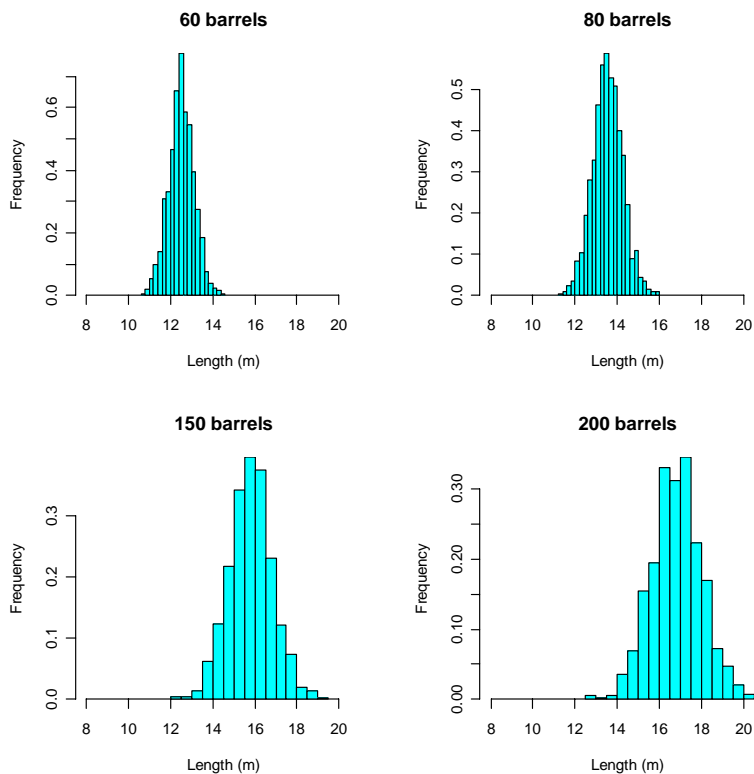 60 barrels
Frequency
0.0
0.2
0.4
0.6
8 10 12 14 16 18 20
Length (m)
80 barrels
Frequency
0.0
0.1
0.2
0.3
0.4
0.5
8 10 12 14 16 18 20
Length (m)
150 barrels
Frequency
0.0
0.1
0.2
0.3
8 10 12 14 16 18 20
Length (m)
200 barrels
Frequency
0.00
0.10
0.20
0.30
8 10 12 14 16 18 20
Length (m)